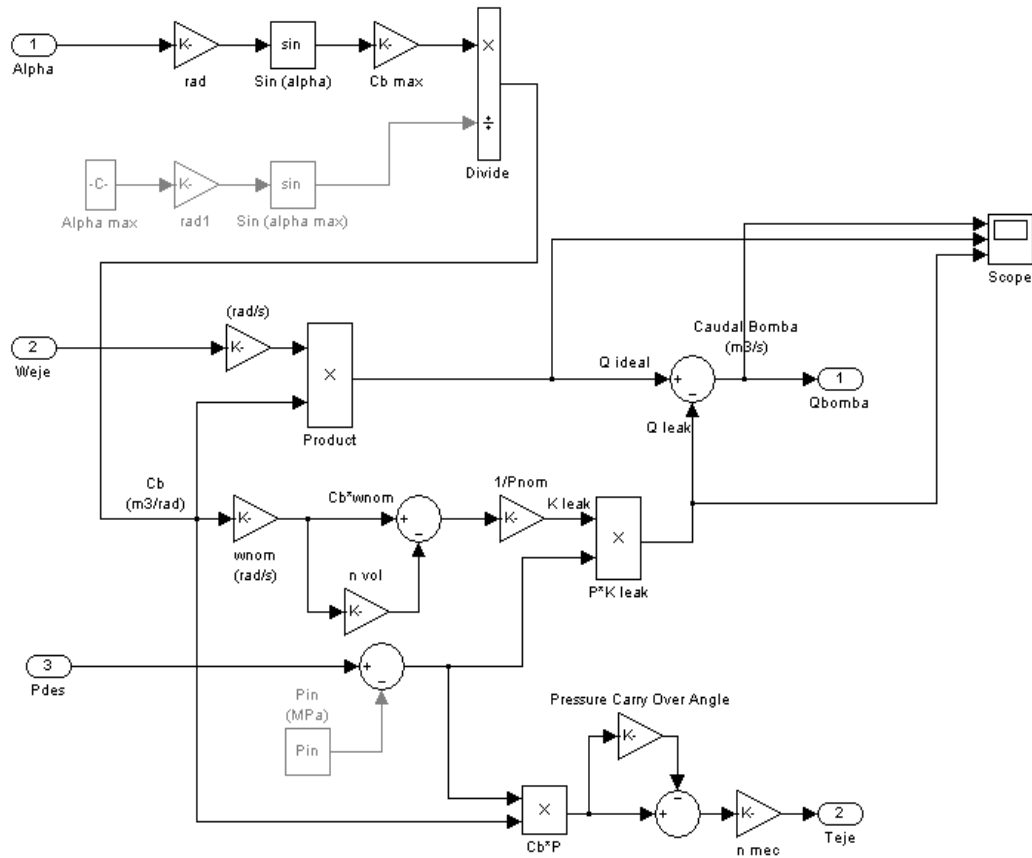 1
Alpha
K-
rad
sin
Sin (alpha)
K-
Cb max
×
÷
Divide
-C-
Alpha max
K-
rad1
sin
Sin (alpha max)
Scope
2
Weje
(rad/s)
K-
×
Product
Q ideal
+
−
Caudal Bomba
(m3/s)
1
Qbomba
Q leak
Cb
(m3/rad)
K-
wnom
(rad/s)
Cb*wnom
+
−
n vol
K-
1/Pnom
K-
K leak
×
P*K leak
3
Pdes
+
−
Pin
(MPa)
Pin
Pressure Carry Over Angle
K-
×
Cb*P
−
+
K-
n mec
2
Teje